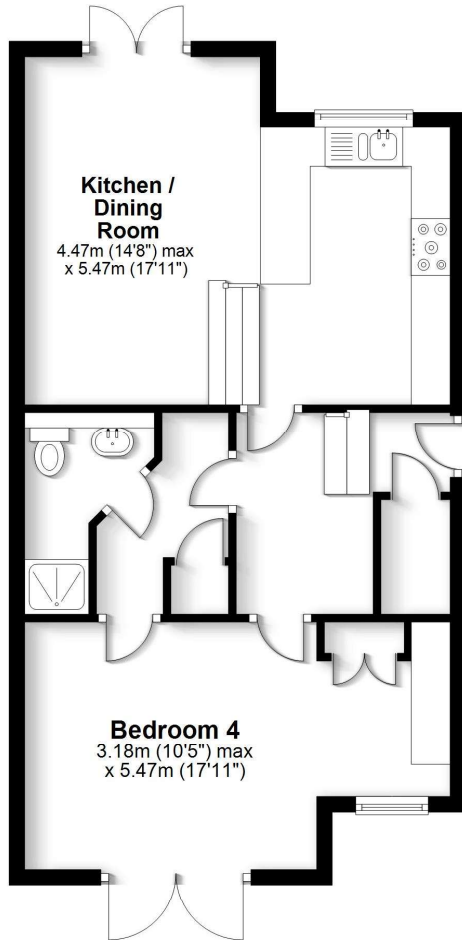 Kitchen /
Dining
Room
4.47m (14'8") max
x 5.47m (17'11")
Bedroom 4
3.18m (10'5") max
x 5.47m (17'11")